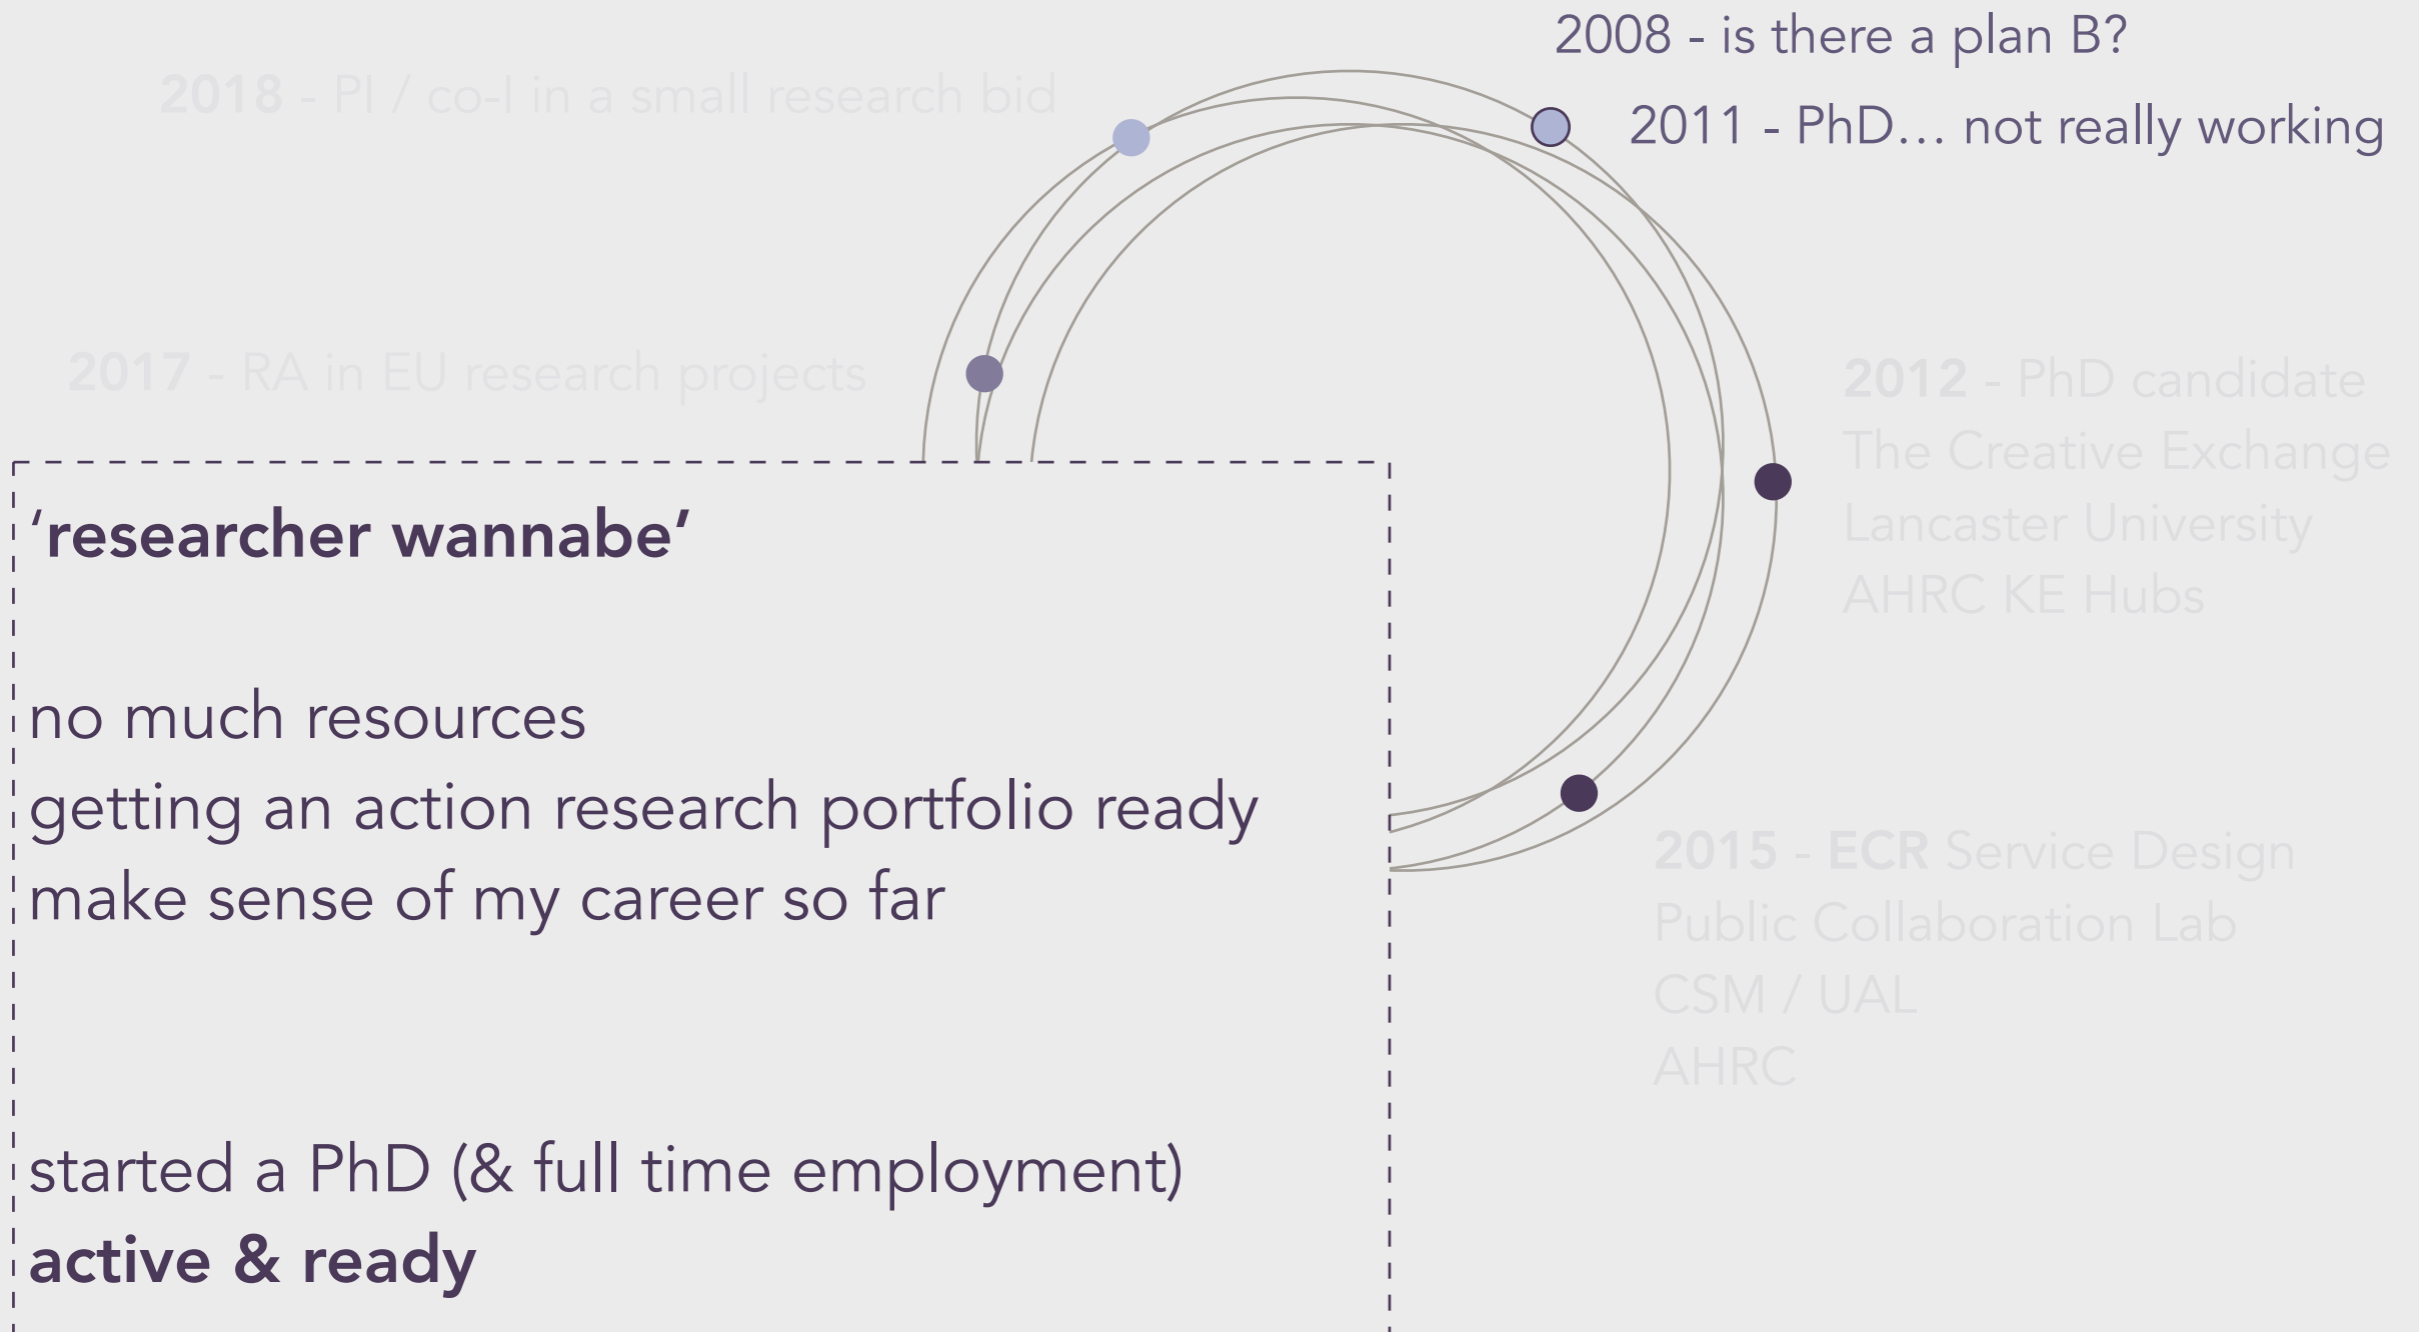 2008 - is there a plan B?
2011 - PhD… not really working
2018 - PI / co-I in a small research bid
2017 - RA in EU research projects
2012 - PhD candidate
The Creative Exchange
Lancaster University
AHRC KE Hubs
2015 - ECR Service Design
Public Collaboration Lab
CSM / UAL
AHRC
‘researcher wannabe’
no much resources
getting an action research portfolio ready
make sense of my career so far
started a PhD (& full time employment)
active & ready